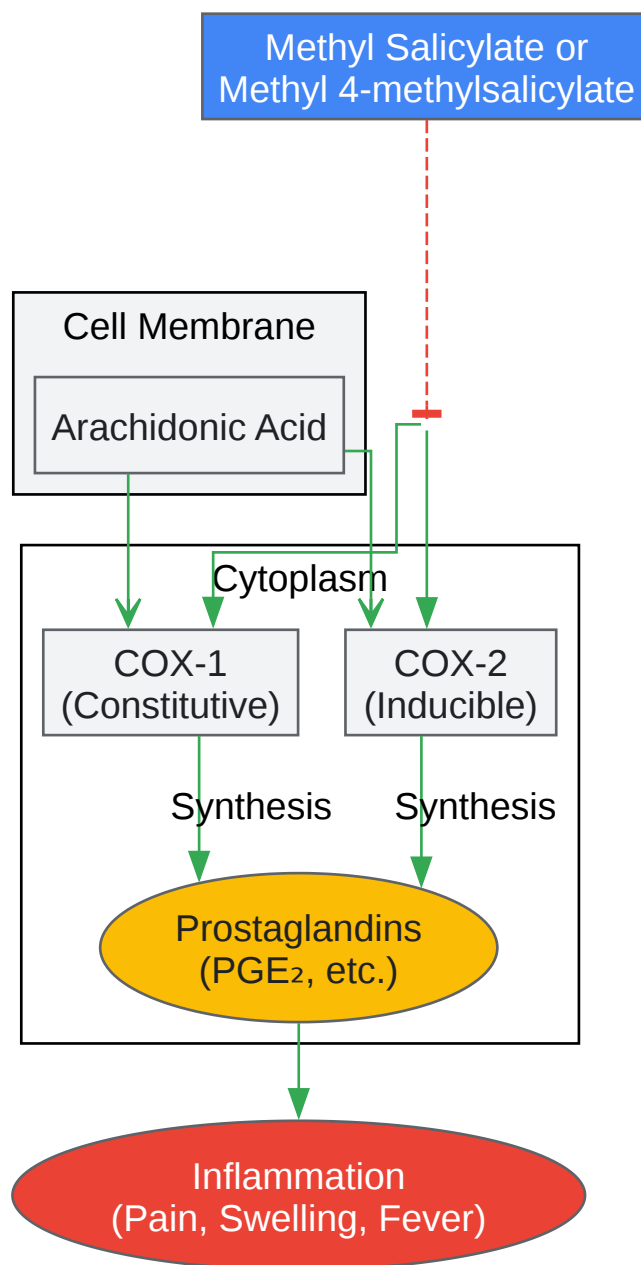 Methyl Salicylate or
Methyl 4-methylsalicylate
Cell Membrane
Arachidonic Acid
Cytoplasm
COX-1
(Constitutive)
COX-2
(Inducible)
Synthesis
Synthesis
Prostaglandins
(PGE₂, etc.)
Inflammation
(Pain, Swelling, Fever)